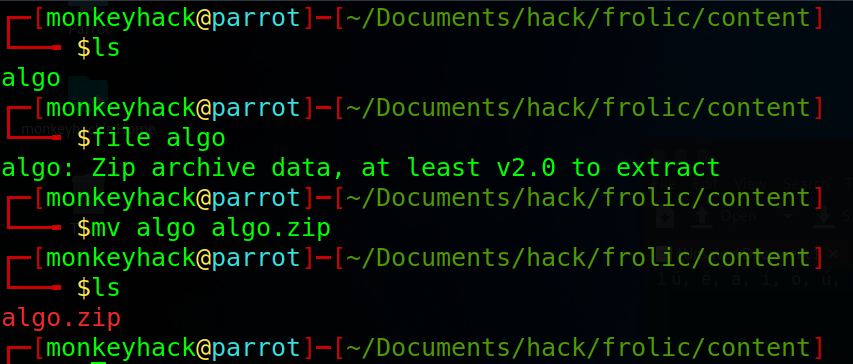 ┌─[monkeyhack@parrot]─[~/Documents/hack/frolic/content]
└──╼ $ls
algo
┌─[monkeyhack@parrot]─[~/Documents/hack/frolic/content]
└──╼ $file algo
algo: Zip archive data, at least v2.0 to extract
┌─[monkeyhack@parrot]─[~/Documents/hack/frolic/content]
└──╼ $mv algo algo.zip
┌─[monkeyhack@parrot]─[~/Documents/hack/frolic/content]
└──╼ $ls
algo.zip
┌─[monkeyhack@parrot]─[~/Documents/hack/frolic/content]
Open